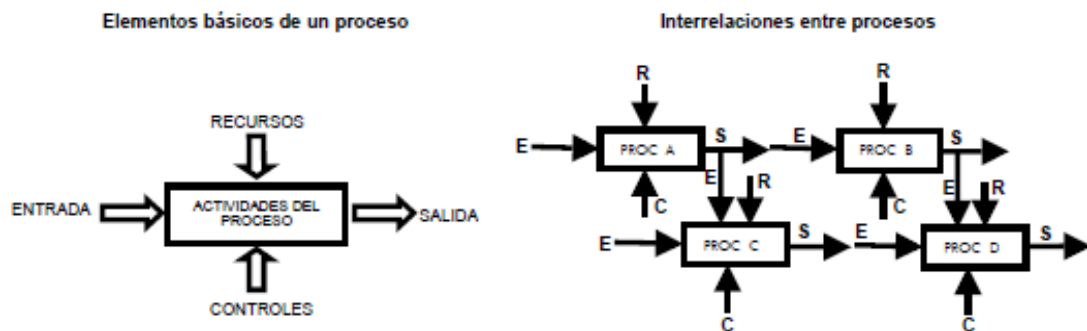 Elementos básicos de un proceso
RECURSOS
ENTRADA
ACTIVIDADES DEL
PROCESO
SALIDA
CONTROLES
Interrelaciones entre procesos
R
R
E
PROC A
S
E
PROC B
S
E
R
E
R
C
C
E
PROC C
S
E
PROC D
S
C
C